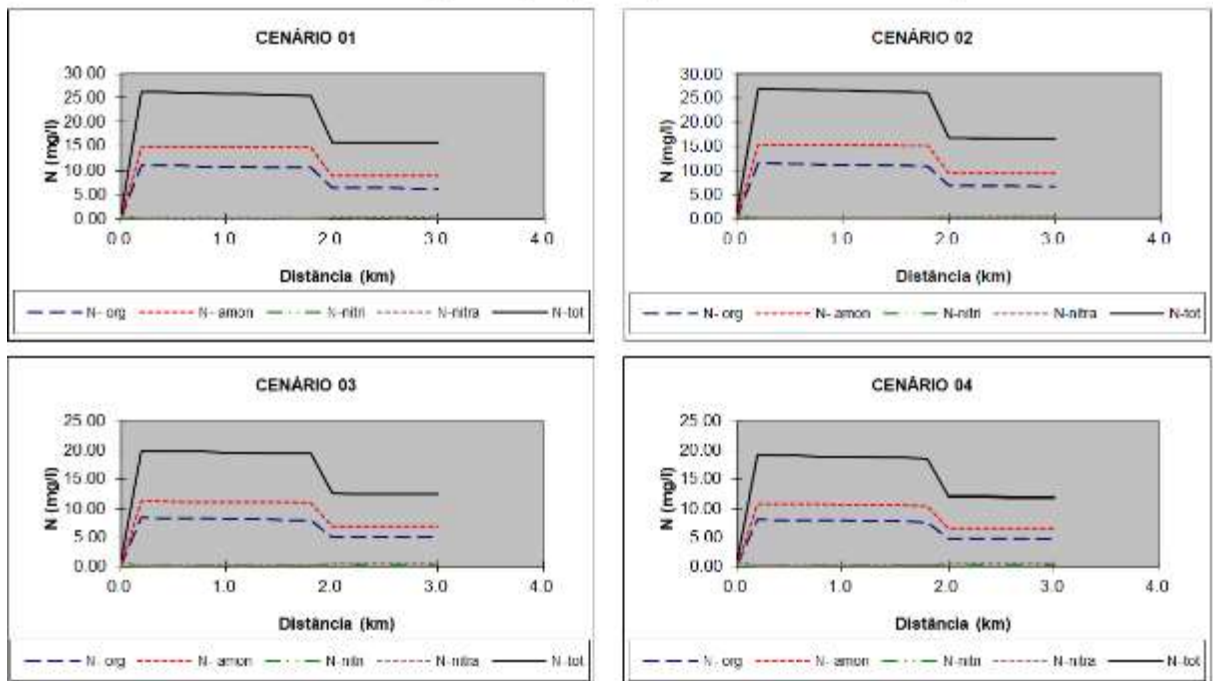 CENÁRIO 01
30.00
25.00
20.00
15.00
10.00
5.00
0.00
N (mg/l)
0.0 1.0 2.0 3.0 4.0
Distância (km)
N- org N- amon N-nitri N-nitra N-tot
CENÁRIO 02
30.00
25.00
20.00
15.00
10.00
5.00
0.00
N (mg/l)
0.0 1.0 2.0 3.0 4.0
Distância (km)
N- org N- amon N-nitri N-nitra N-tot
CENÁRIO 03
25.00
20.00
15.00
10.00
5.00
0.00
N (mg/l)
0.0 1.0 2.0 3.0 4.0
Distância (km)
N- org N- amon N-nitri N-nitra N-tot
CENÁRIO 04
25.00
20.00
15.00
10.00
5.00
0.00
N (mg/l)
0.0 1.0 2.0 3.0 4.0
Distância (km)
N- org N- amon N-nitri N-nitra N-tot